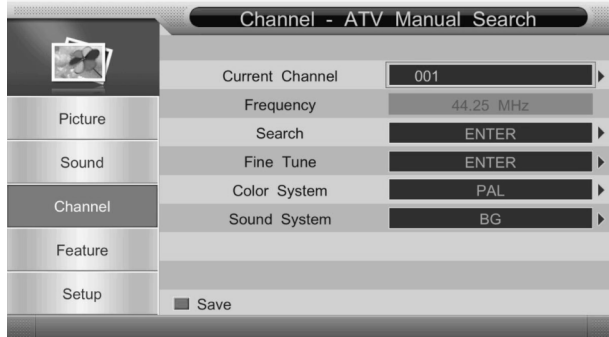 Channel - ATV Manual Search
Current Channel 001
Frequency 44.25 MHz
Search ENTER
Fine Tune ENTER
Color System PAL
Sound System BG
Picture
Sound
Channel
Feature
Setup
Save